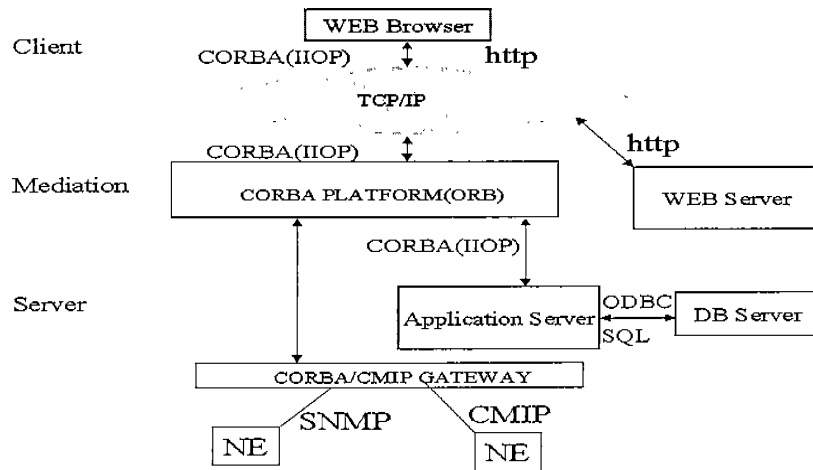 WEB Browser
Client
CORBA(IIOP)
http
TCP/IP
http
CORBA(IIOP)
Mediation
CORBA PLATFORM(ORB)
WEB Server
CORBA(IIOP)
Server
Application Server
ODBC
SQL
DB Server
CORBA/CMIP GATEWAY
SNMP
CMIP
NE
NE